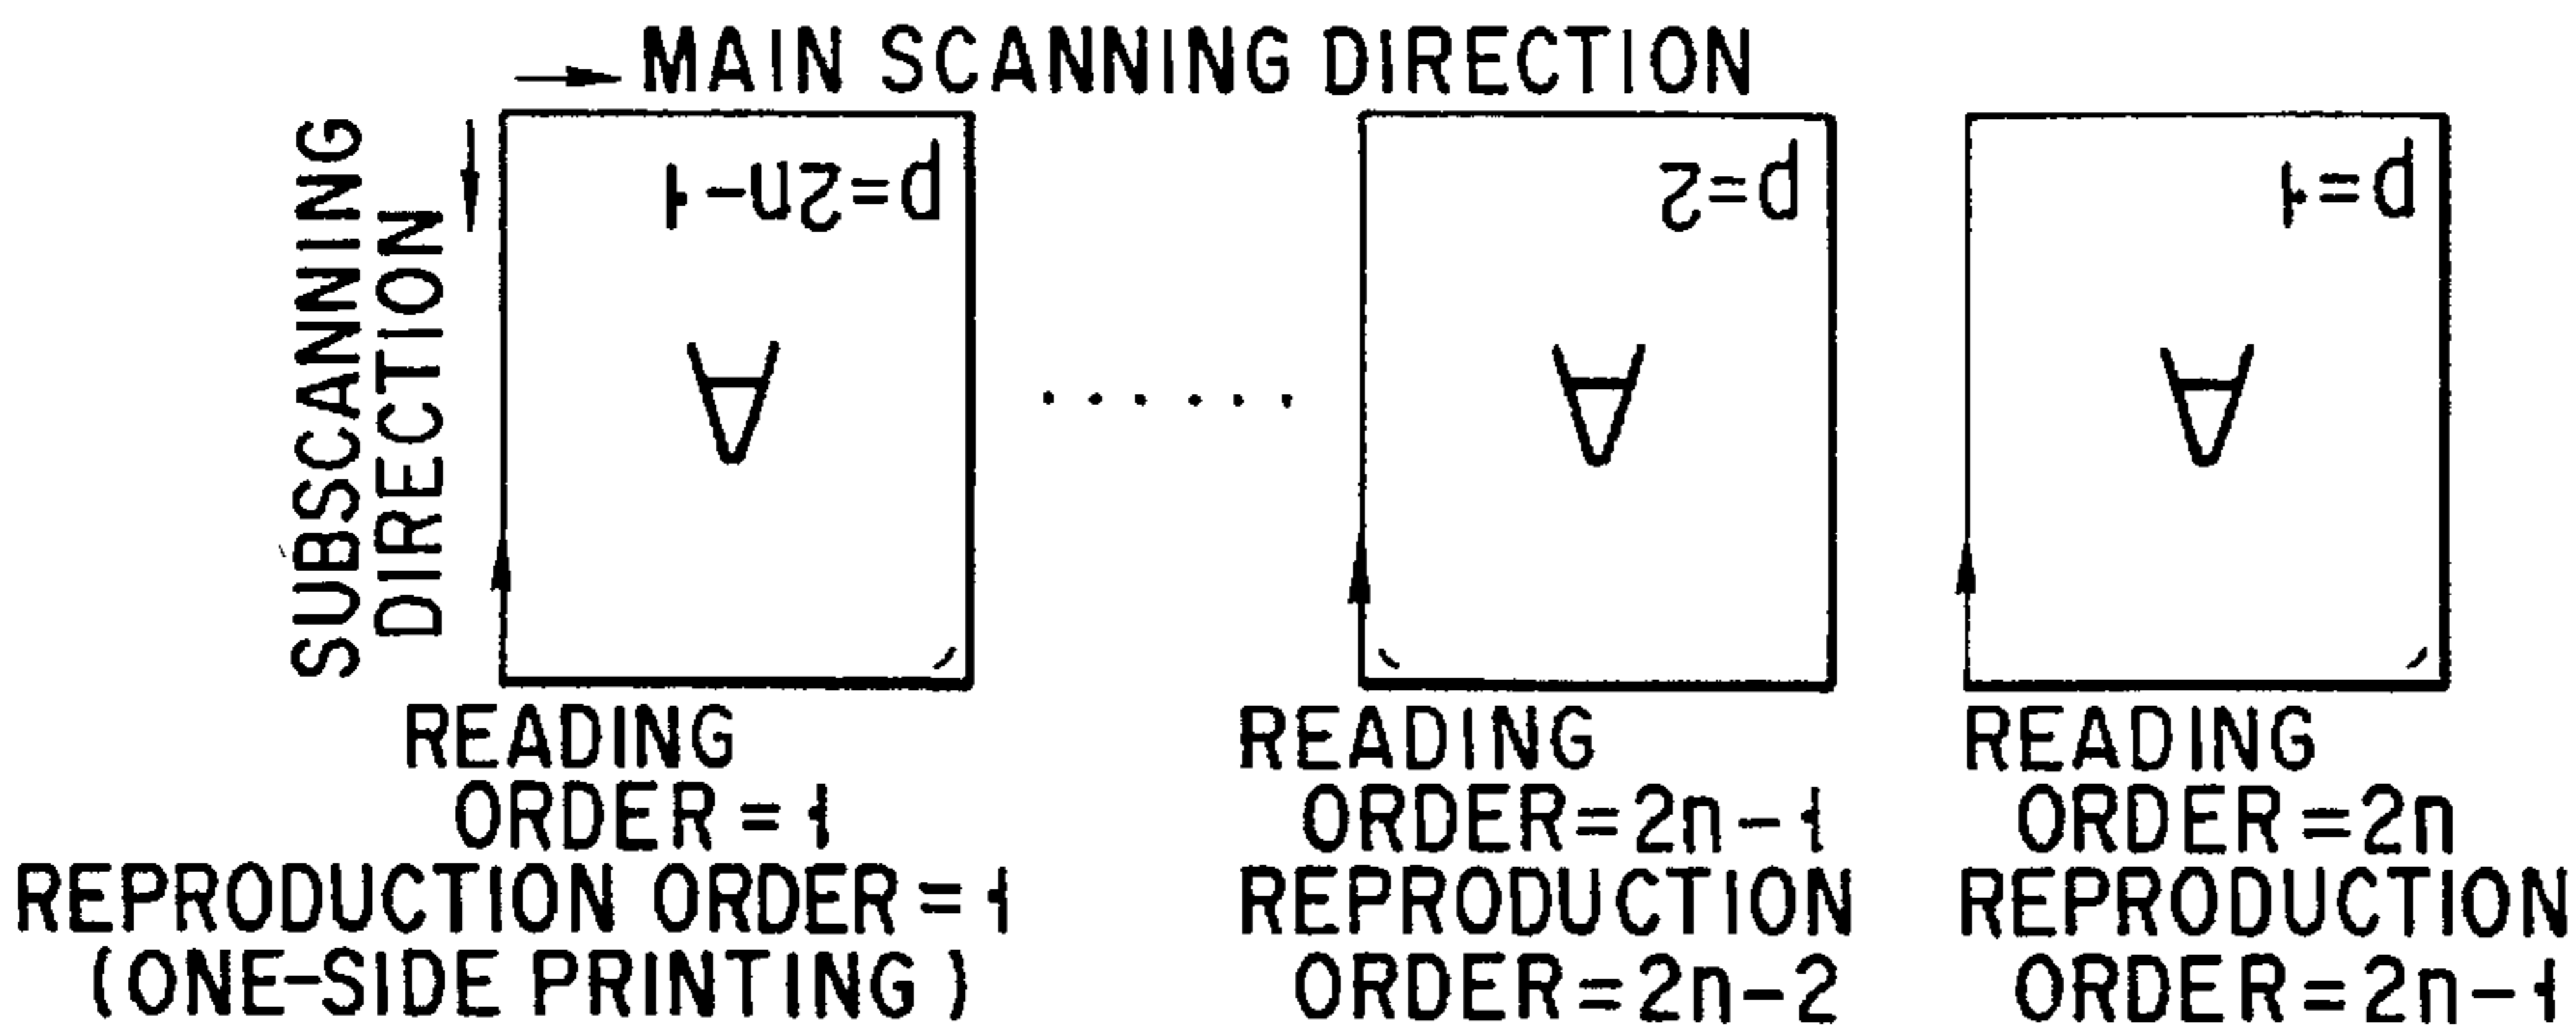 MAIN SCANNING DIRECTION
SUBSCANNING
DIRECTION
p=2n-1
A
p=2
A
p=1
A
READING
ORDER=1
REPRODUCTION ORDER=1
(ONE-SIDE PRINTING)
READING
ORDER=2n-1
REPRODUCTION
ORDER=2n-2
READING
ORDER=2n
REPRODUCTION
ORDER=2n-1